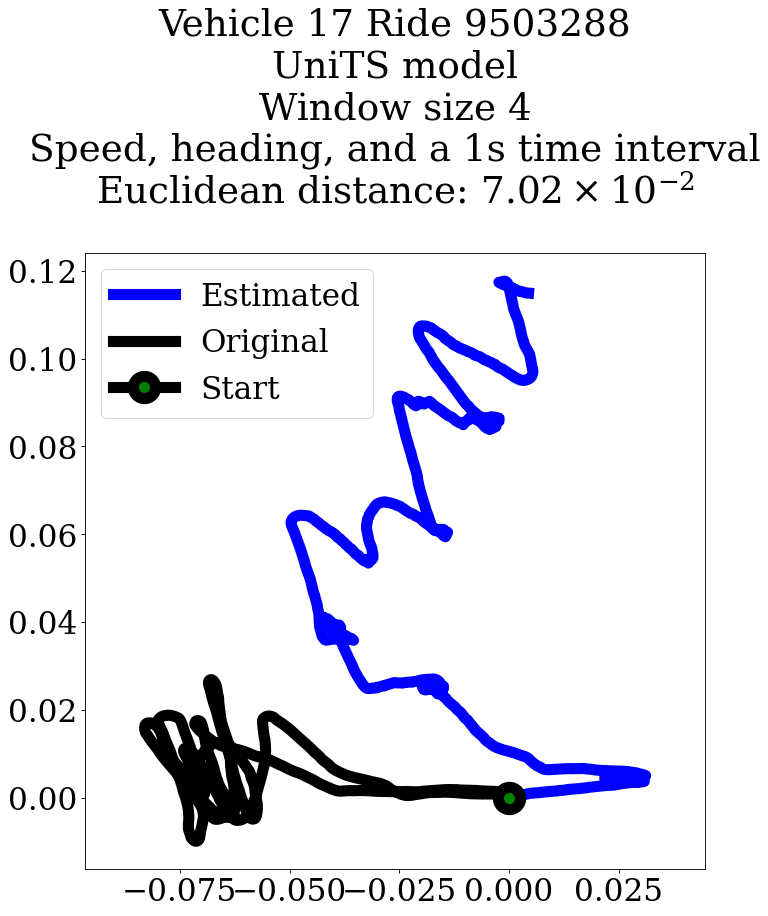 Vehicle 17 Ride 9503288
UniTS model
Window size 4
Speed, heading, and a 1s time interval
Euclidean distance: 7.02 × 10⁻²
Estimated
Original
Start
0.12
0.10
0.08
0.06
0.04
0.02
0.00
−0.075 −0.050 −0.025 0.000 0.025